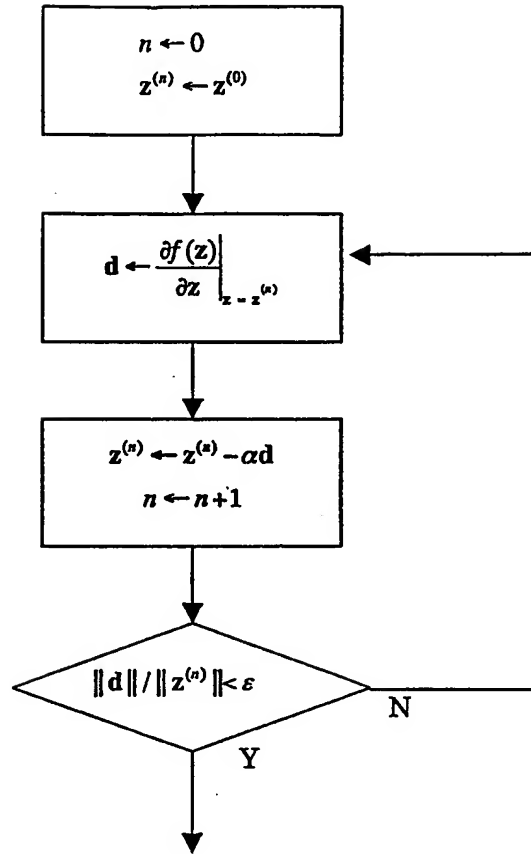 n ← 0
z⁽ⁿ⁾ ← z⁽⁰⁾
d ← ∂f(z)/∂z |z = z⁽ⁿ⁾
z⁽ⁿ⁾ ← z⁽ⁿ⁾ − αd
n ← n+1
‖d‖ / ‖z⁽ⁿ⁾‖ < ε
N
Y